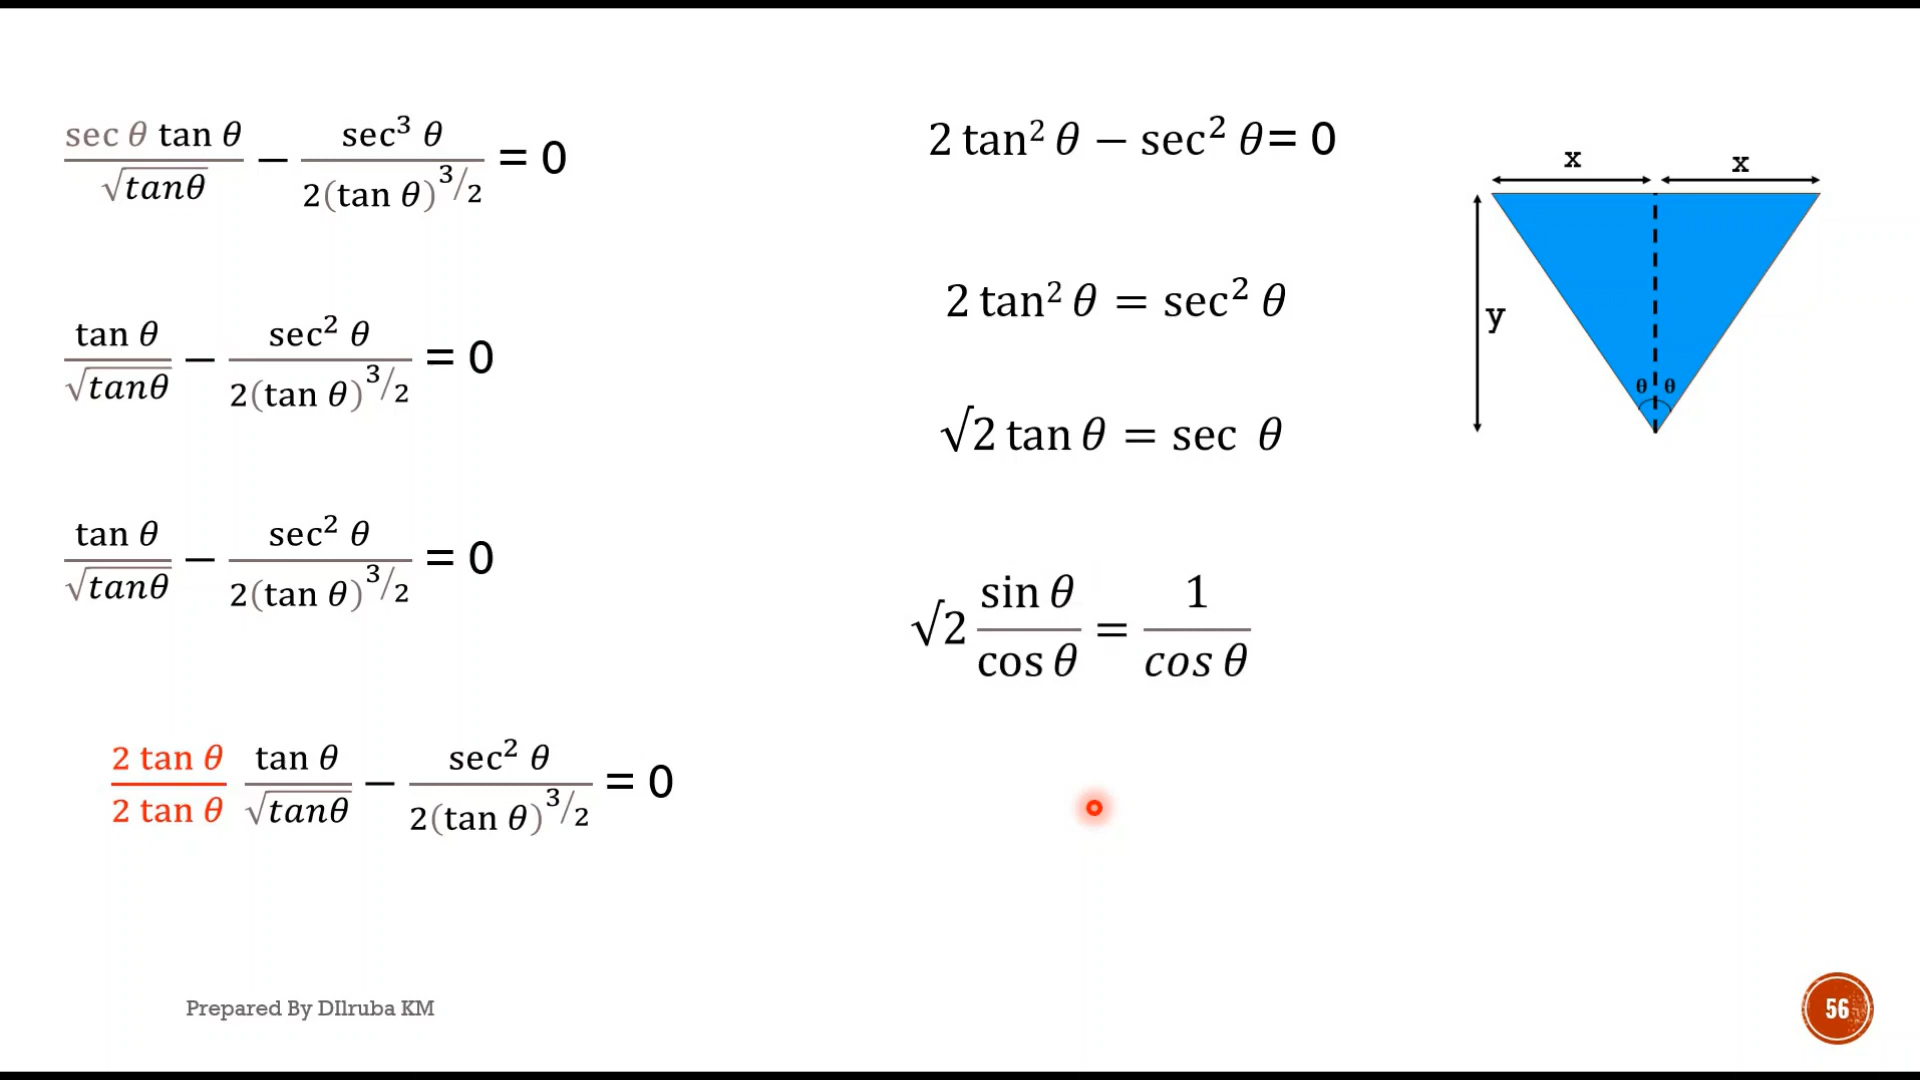 sec θ tan θ / √tanθ − sec³ θ / 2(tan θ)^3/2 = 0
tan θ / √tanθ − sec² θ / 2(tan θ)^3/2 = 0
tan θ / √tanθ − sec² θ / 2(tan θ)^3/2 = 0
2 tan θ / 2 tan θ tan θ / √tanθ − sec² θ / 2(tan θ)^3/2 = 0
2 tan² θ − sec² θ= 0
2 tan² θ = sec² θ
√2 tan θ = sec θ
√2 sin θ / cos θ = 1 / cos θ
x x
y
θ θ
Prepared By DIlruba KM
56